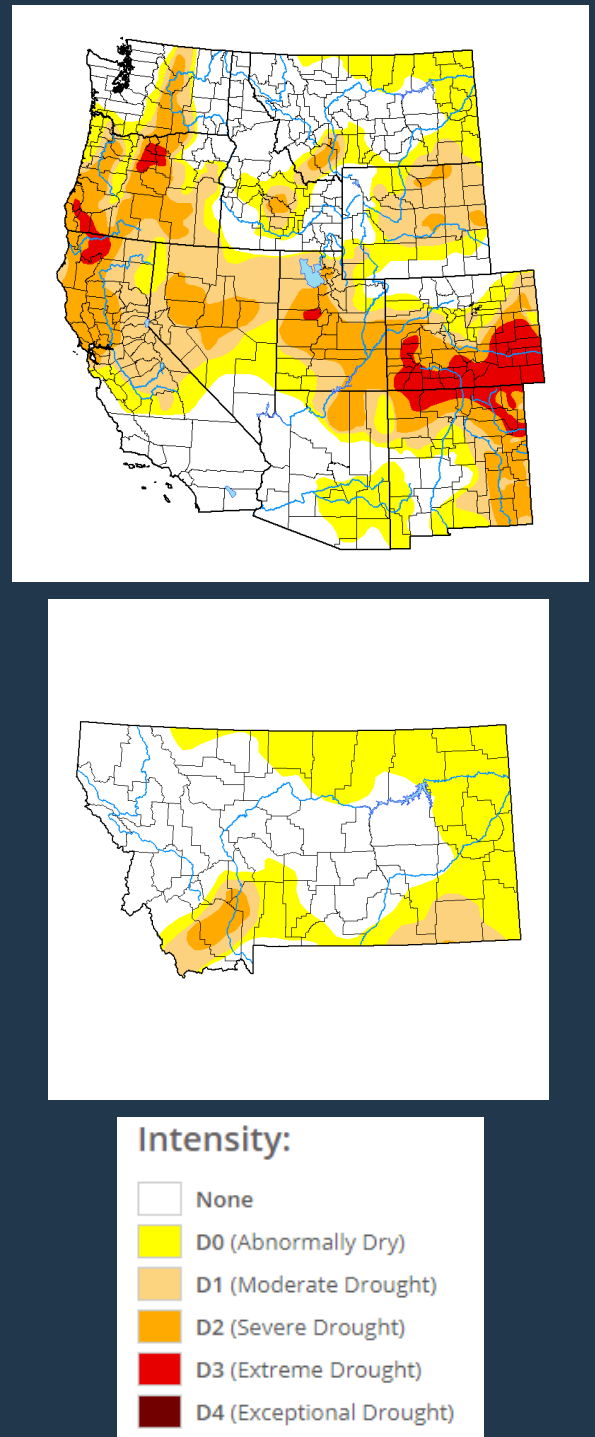 Intensity:
None
D0 (Abnormally Dry)
D1 (Moderate Drought)
D2 (Severe Drought)
D3 (Extreme Drought)
D4 (Exceptional Drought)